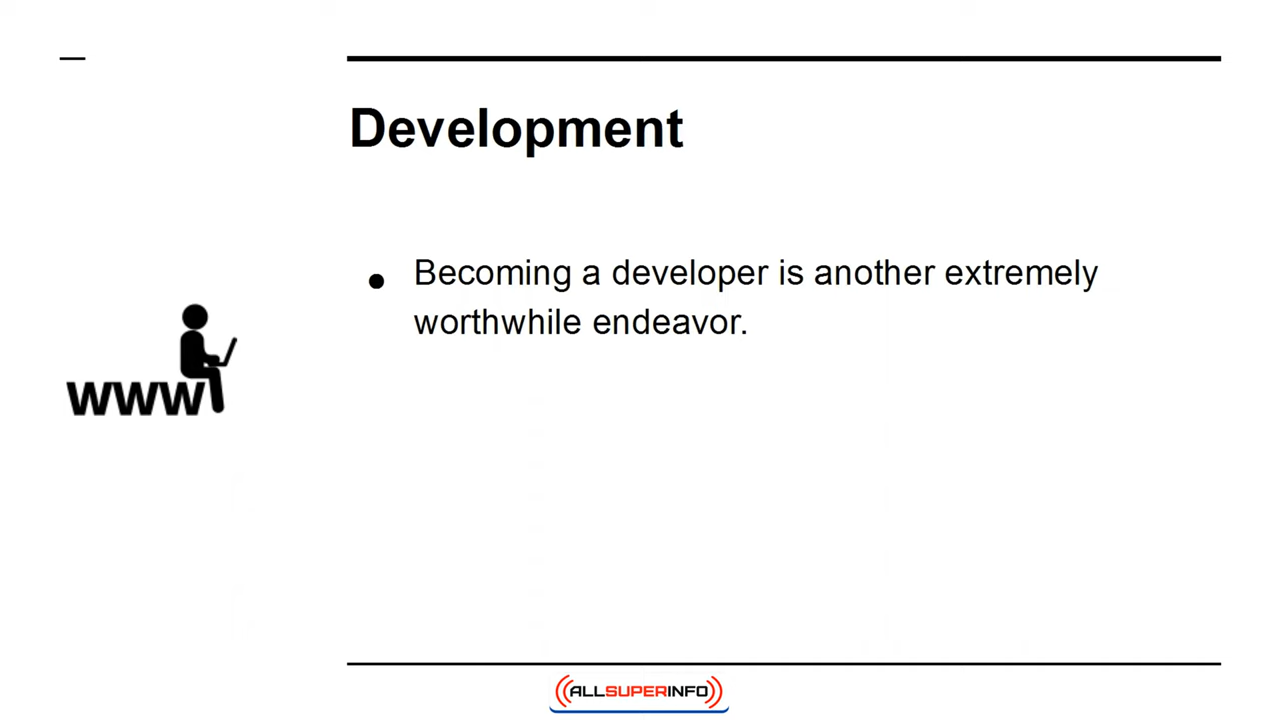 Development
● Becoming a developer is another extremely
worthwhile endeavor.
WWW
ALLSUPERINFO